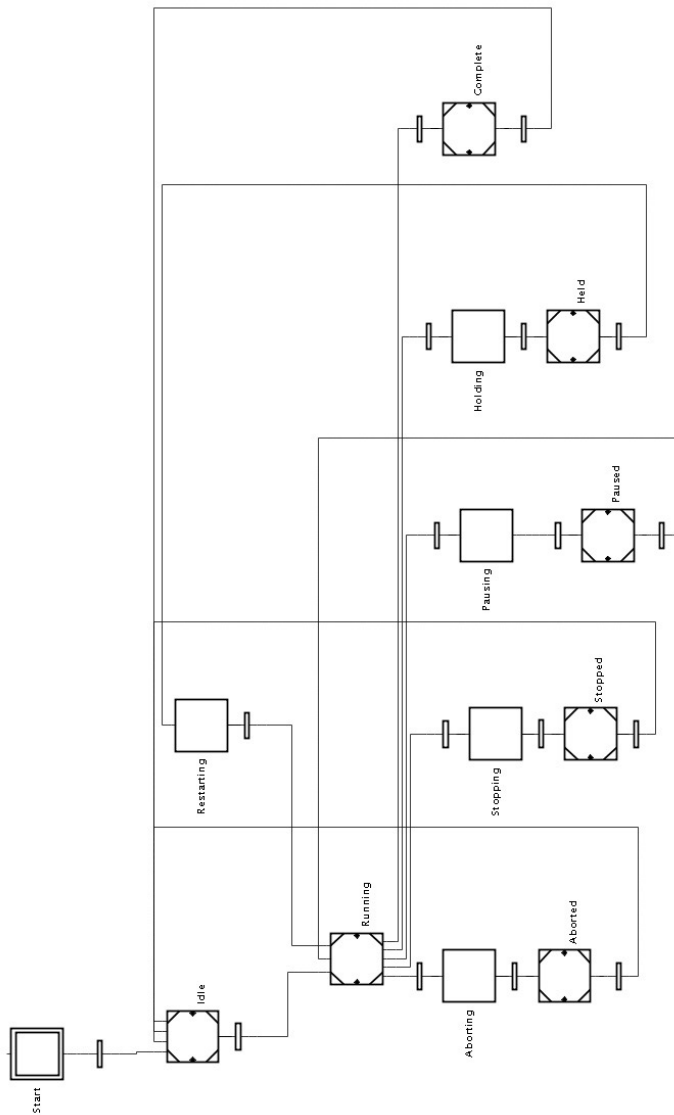 Complete
Held
Holding
Paused
Pausing
Stopped
Restarting
Stopping
Running
Aborted
Idle
Aborting
Start